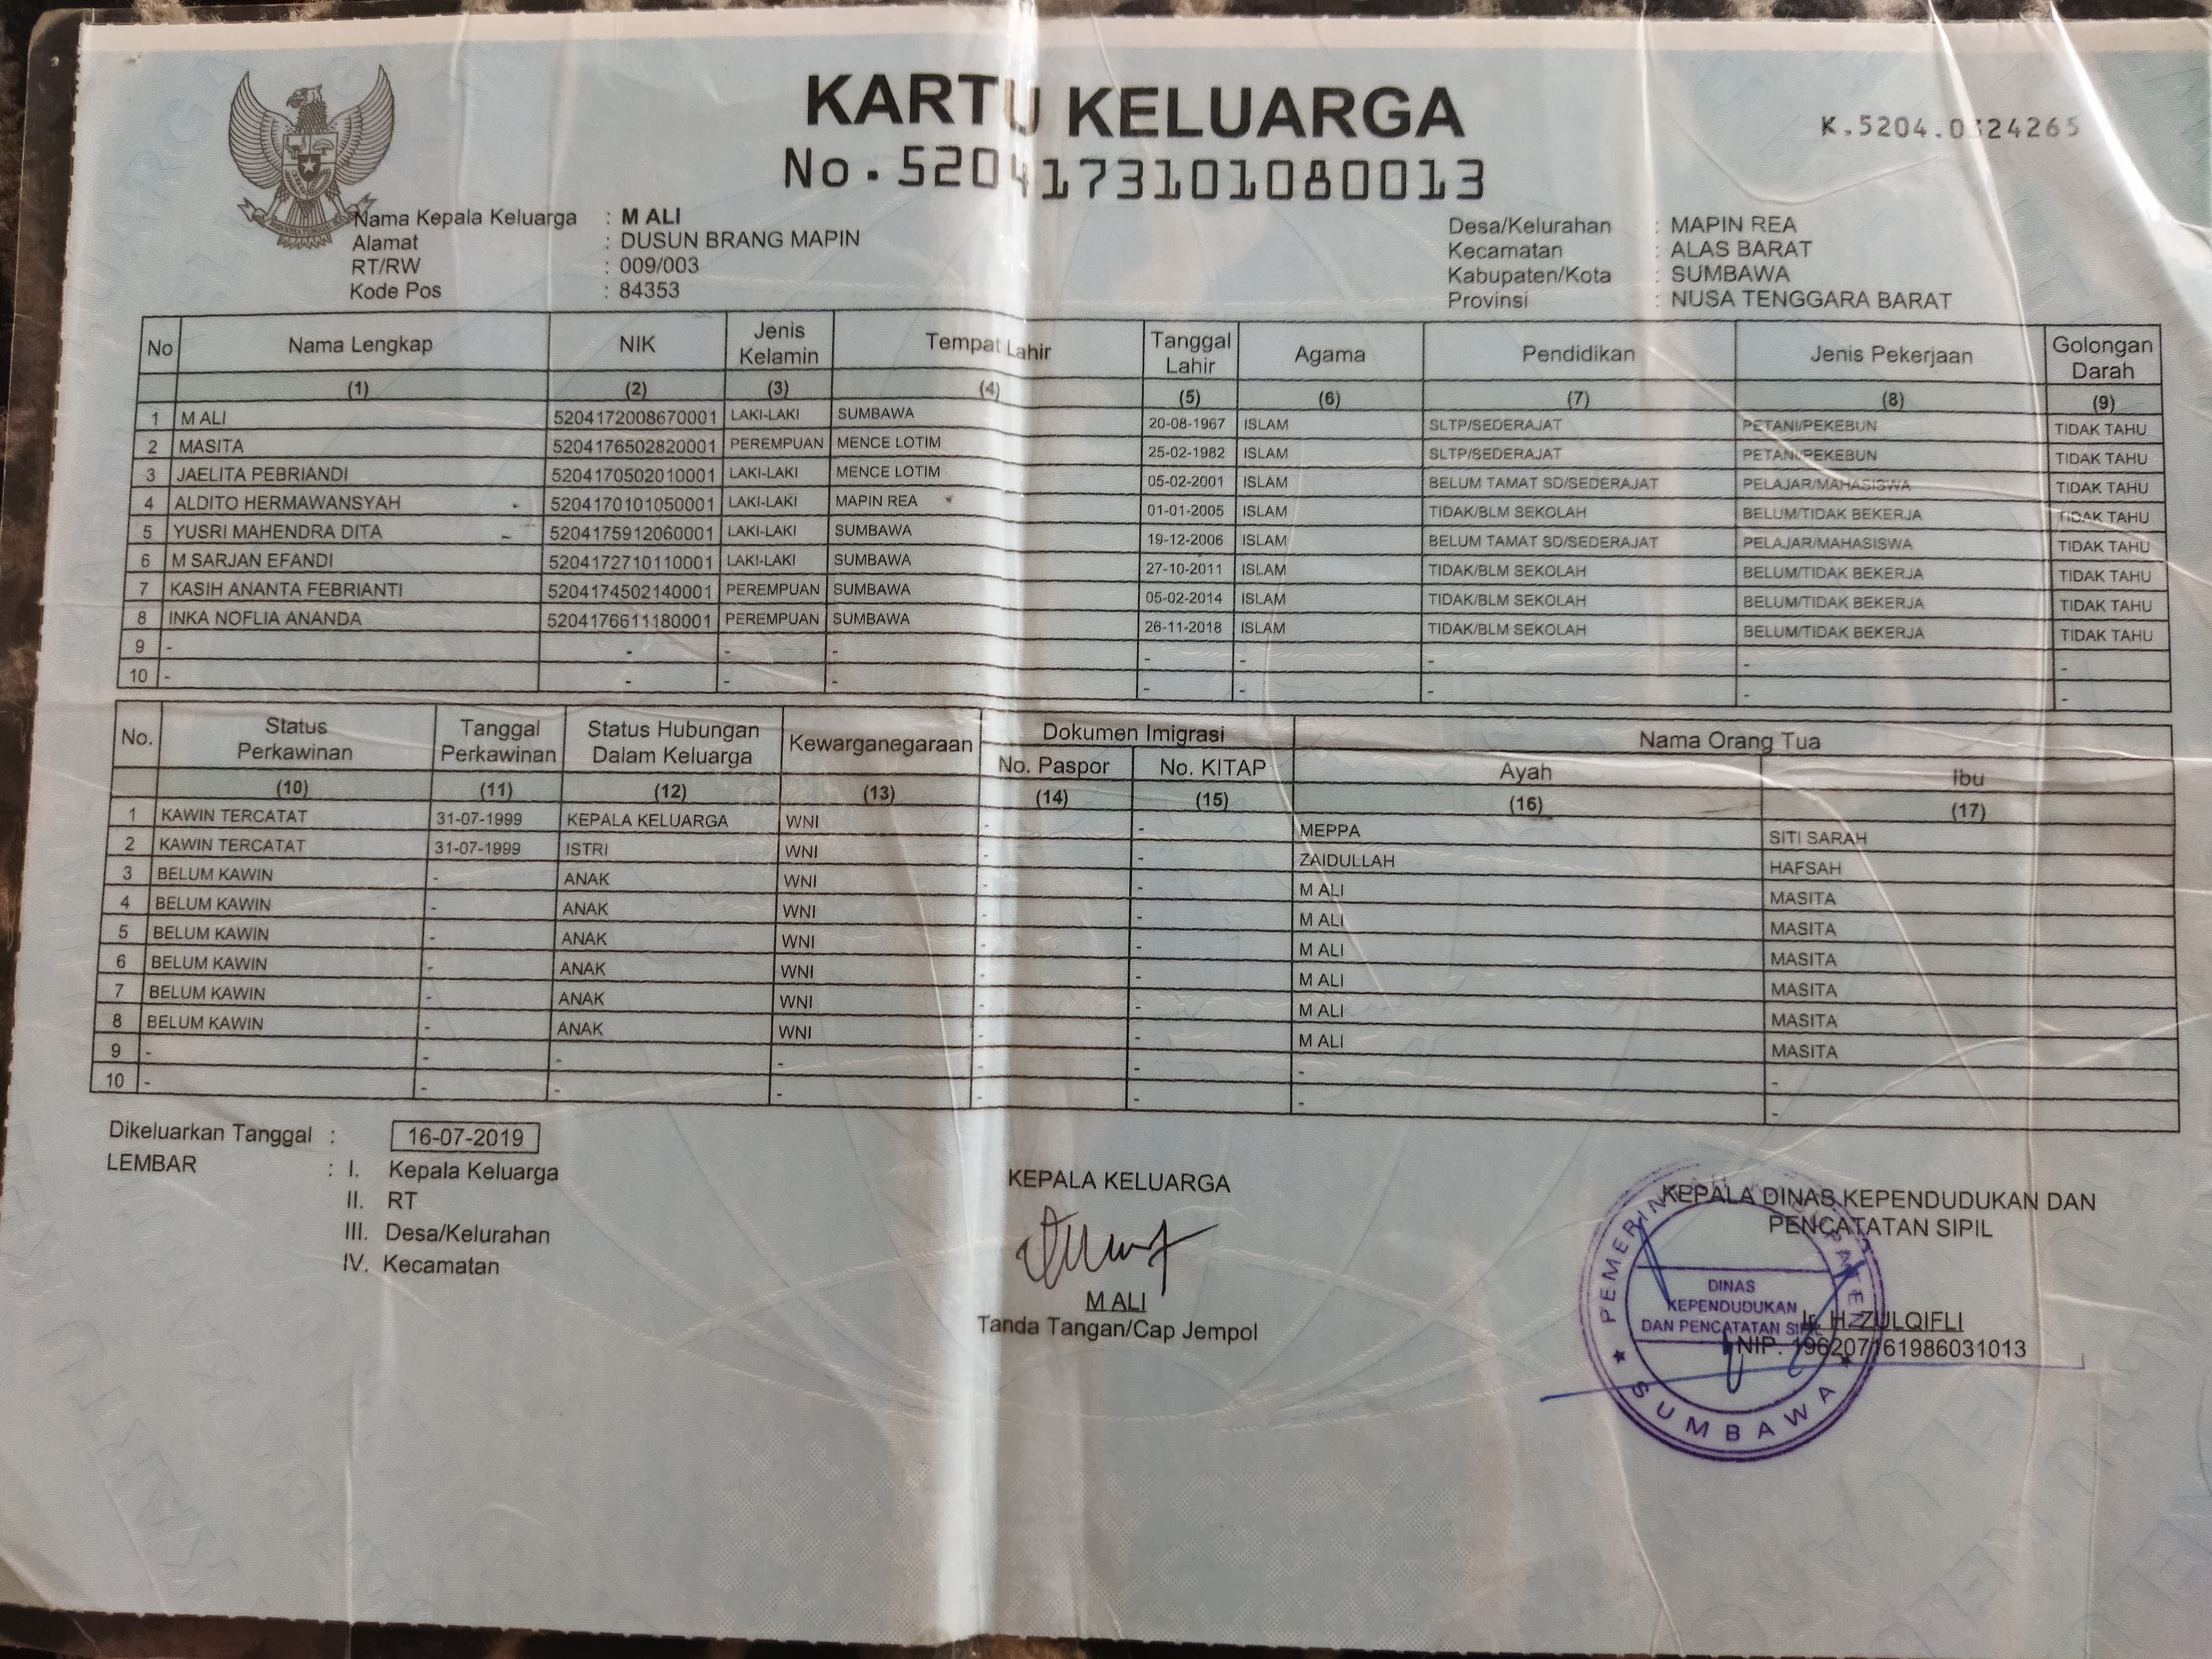 KARTU KELUARGA
No. 5204173101080013
K.5204.0324265
Nama Kepala Keluarga : M ALI
Alamat : DUSUN BRANG MAPIN
RT/RW : 009/003
Kode Pos : 84353
Desa/Kelurahan : MAPIN REA
Kecamatan : ALAS BARAT
Kabupaten/Kota : SUMBAWA
Provinsi : NUSA TENGGARA BARAT
No Nama Lengkap NIK Jenis Kelamin Tempat Lahir Tanggal Lahir Agama Pendidikan Jenis Pekerjaan Golongan Darah
(1) (2) (3) (4) (5) (6) (7) (8) (9)
1 M ALI 5204172008670001 LAKI-LAKI SUMBAWA 20-08-1967 ISLAM SLTP/SEDERAJAT PETANI/PEKEBUN TIDAK TAHU
2 MASITA 5204176502820001 PEREMPUAN MENCE LOTIM 25-02-1982 ISLAM SLTP/SEDERAJAT PETANI/PEKEBUN TIDAK TAHU
3 JAELITA PEBRIANDI 5204170502010001 LAKI-LAKI MENCE LOTIM 05-02-2001 ISLAM BELUM TAMAT SD/SEDERAJAT PELAJAR/MAHASISWA TIDAK TAHU
4 ALDITO HERMAWANSYAH 5204170101050001 LAKI-LAKI MAPIN REA 01-01-2005 ISLAM TIDAK/BLM SEKOLAH BELUM/TIDAK BEKERJA TIDAK TAHU
5 YUSRI MAHENDRA DITA 5204175912060001 LAKI-LAKI SUMBAWA 19-12-2006 ISLAM BELUM TAMAT SD/SEDERAJAT PELAJAR/MAHASISWA TIDAK TAHU
6 M SARJAN EFANDI 5204172710110001 LAKI-LAKI SUMBAWA 27-10-2011 ISLAM TIDAK/BLM SEKOLAH BELUM/TIDAK BEKERJA TIDAK TAHU
7 KASIH ANANTA FEBRIANTI 5204174502140001 PEREMPUAN SUMBAWA 05-02-2014 ISLAM TIDAK/BLM SEKOLAH BELUM/TIDAK BEKERJA TIDAK TAHU
8 INKA NOFLIA ANANDA 5204176611180001 PEREMPUAN SUMBAWA 26-11-2018 ISLAM TIDAK/BLM SEKOLAH BELUM/TIDAK BEKERJA TIDAK TAHU
9 - - - - - - - - -
10 - - - - - - - - -
No. Status Perkawinan Tanggal Perkawinan Status Hubungan Dalam Keluarga Kewarganegaraan Dokumen Imigrasi Nama Orang Tua
No. Paspor No. KITAP Ayah Ibu
(10) (11) (12) (13) (14) (15) (16) (17)
1 KAWIN TERCATAT 31-07-1999 KEPALA KELUARGA WNI - - MEPPA SITI SARAH
2 KAWIN TERCATAT 31-07-1999 ISTRI WNI - - ZAIDULLAH HAFSAH
3 BELUM KAWIN - ANAK WNI - - M ALI MASITA
4 BELUM KAWIN - ANAK WNI - - M ALI MASITA
5 BELUM KAWIN - ANAK WNI - - M ALI MASITA
6 BELUM KAWIN - ANAK WNI - - M ALI MASITA
7 BELUM KAWIN - ANAK WNI - - M ALI MASITA
8 BELUM KAWIN - ANAK WNI - - M ALI MASITA
9 - - - - - - - -
10 - - - - - - - -
Dikeluarkan Tanggal : 16-07-2019
LEMBAR : I. Kepala Keluarga
II. RT
III. Desa/Kelurahan
IV. Kecamatan
KEPALA KELUARGA
M ALI
Tanda Tangan/Cap Jempol
KEPALA DINAS KEPENDUDUKAN DAN
PENCATATAN SIPIL
Ir. H. ZULQIFLI
NIP. 196207161986031013
DINAS
KEPENDUDUKAN
DAN PENCATATAN SIPIL
SUMBAWA